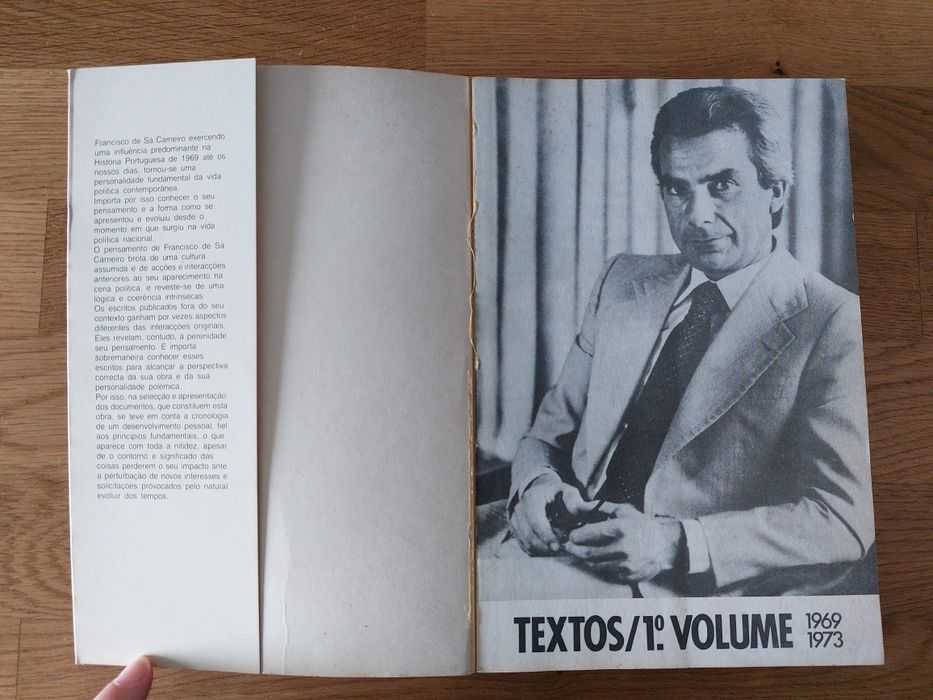 Francisco de Sá Carneiro exercendo
uma influência predominante na
História Portuguesa de 1969 até os
nossos dias, tornou-se uma
personalidade fundamental da vida
política contemporânea.
Importa por isso conhecer o seu
pensamento e a forma como se
apresentou e evoluiu desde o
momento em que surgiu na vida
política nacional.
O pensamento de Francisco de Sá
Carneiro brota de uma cultura
assumida e de acções e interacções
anteriores ao seu aparecimento na
cena política, e reveste-se de uma
lógica e coerência intrínsecas.
Os escritos publicados fora do seu
contexto ganham por vezes aspectos
diferentes das interacções originais.
Eles revelam, contudo, a perenidade
seu pensamento. E importa
sobremaneira conhecer esses
escritos para alcançar a perspectiva
correcta da sua obra e da sua
personalidade polémica.
Por isso, na selecção e apresentação
dos documentos, que constituem esta
obra, se teve em conta a cronologia
de um desenvolvimento pessoal, fiel
aos princípios fundamentais, o que
aparece com toda a nitidez, apesar
de o contorno e significado das
coisas perderem o seu impacto ante
a perturbação de novos interesses e
solicitações provocados pelo natural
evoluir dos tempos.
TEXTOS/1º. VOLUME 1969
1973